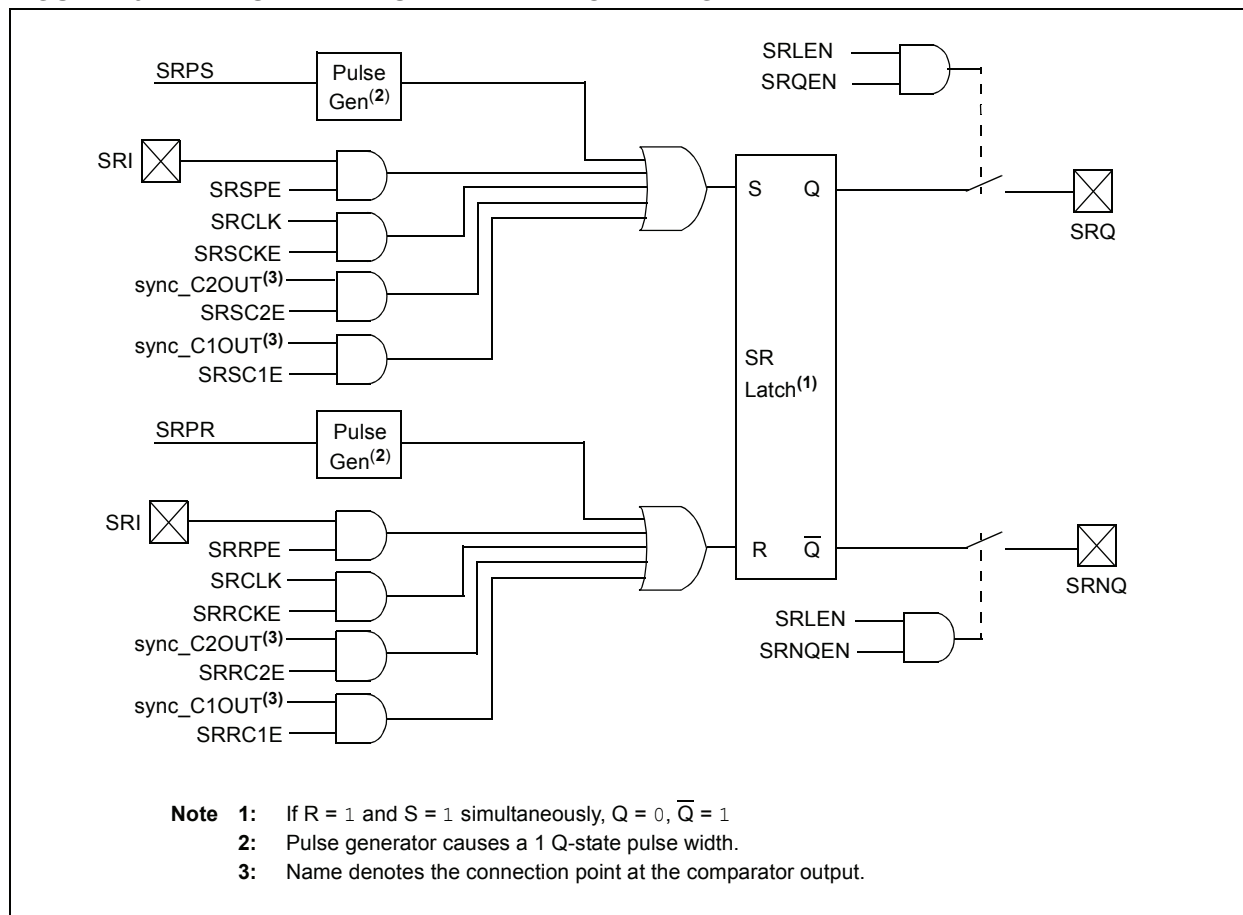 SRPS
Pulse
Gen(2)
SRI
SRSPE
SRCLK
SRSCKE
sync_C2OUT(3)
SRSC2E
sync_C1OUT(3)
SRSC1E
SRPR
Pulse
Gen(2)
SRI
SRRPE
SRCLK
SRRCKE
sync_C2OUT(3)
SRRC2E
sync_C1OUT(3)
SRRC1E
S Q
SR
Latch(1)
R Q̅
SRLEN
SRQEN
SRQ
SRNQ
SRLEN
SRNQEN
Note 1: If R = 1 and S = 1 simultaneously, Q = 0, Q̅ = 1
2: Pulse generator causes a 1 Q-state pulse width.
3: Name denotes the connection point at the comparator output.